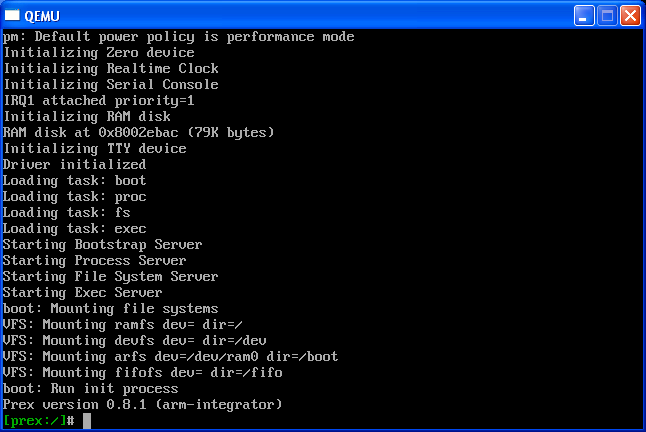 QEMU
pm: Default power policy is performance mode
Initializing Zero device
Initializing Realtime Clock
Initializing Serial Console
IRQ1 attached priority=1
Initializing RAM disk
RAM disk at 0x8002ebac (79K bytes)
Initializing TTY device
Driver initialized
Loading task: boot
Loading task: proc
Loading task: fs
Loading task: exec
Starting Bootstrap Server
Starting Process Server
Starting File System Server
Starting Exec Server
boot: Mounting file systems
VFS: Mounting ramfs dev= dir=/
VFS: Mounting devfs dev= dir=/dev
VFS: Mounting arfs dev=/dev/ram0 dir=/boot
VFS: Mounting fifofs dev= dir=/fifo
boot: Run init process
Prex version 0.8.1 (arm-integrator)
[prex:/]#